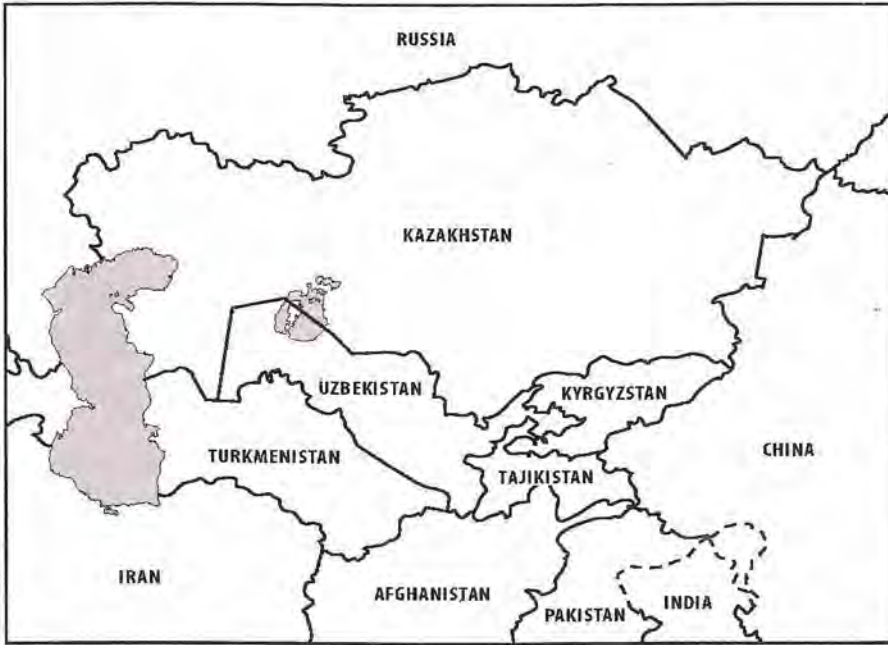 RUSSIA
KAZAKHSTAN
UZBEKISTAN
KYRGYZSTAN
TURKMENISTAN
TAJIKISTAN
CHINA
IRAN
AFGHANISTAN
PAKISTAN
INDIA